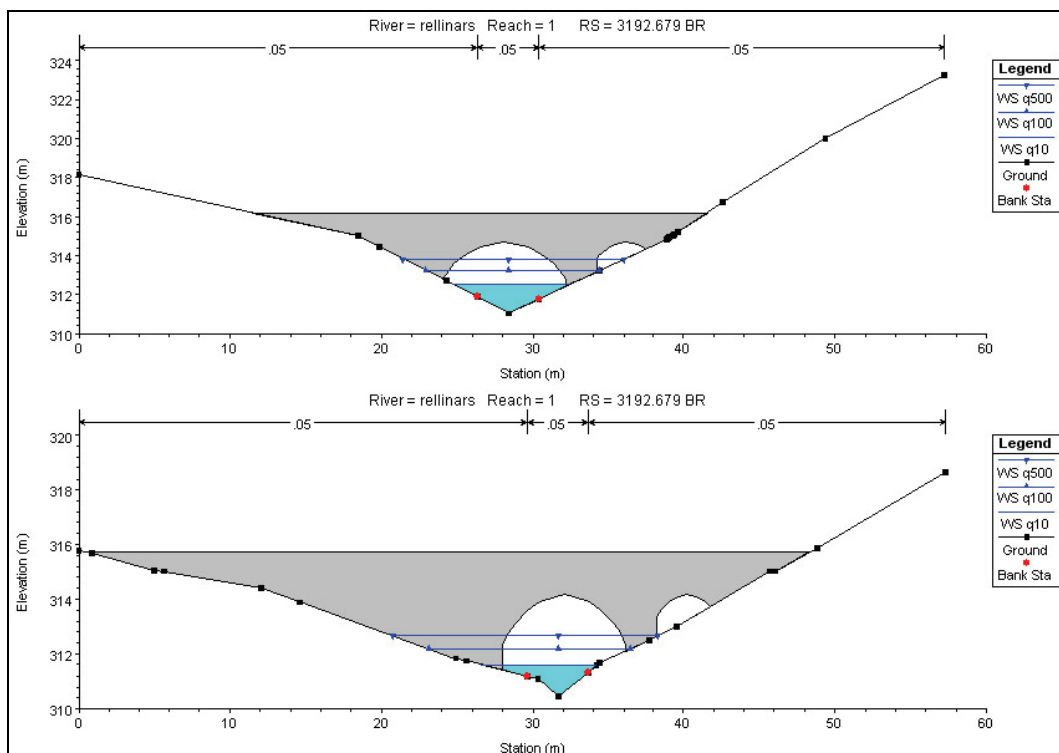 River = rellinars Reach = 1 RS = 3192.679 BR
.05 .05 .05
324
322
320
318
316
314
312
310
Elevation (m)
0 10 20 30 40 50 60
Station (m)
Legend
WS q500
WS q100
WS q10
Ground
Bank Sta
River = rellinars Reach = 1 RS = 3192.679 BR
.05 .05 .05
320
318
316
314
312
310
Elevation (m)
0 10 20 30 40 50 60
Station (m)
Legend
WS q500
WS q100
WS q10
Ground
Bank Sta